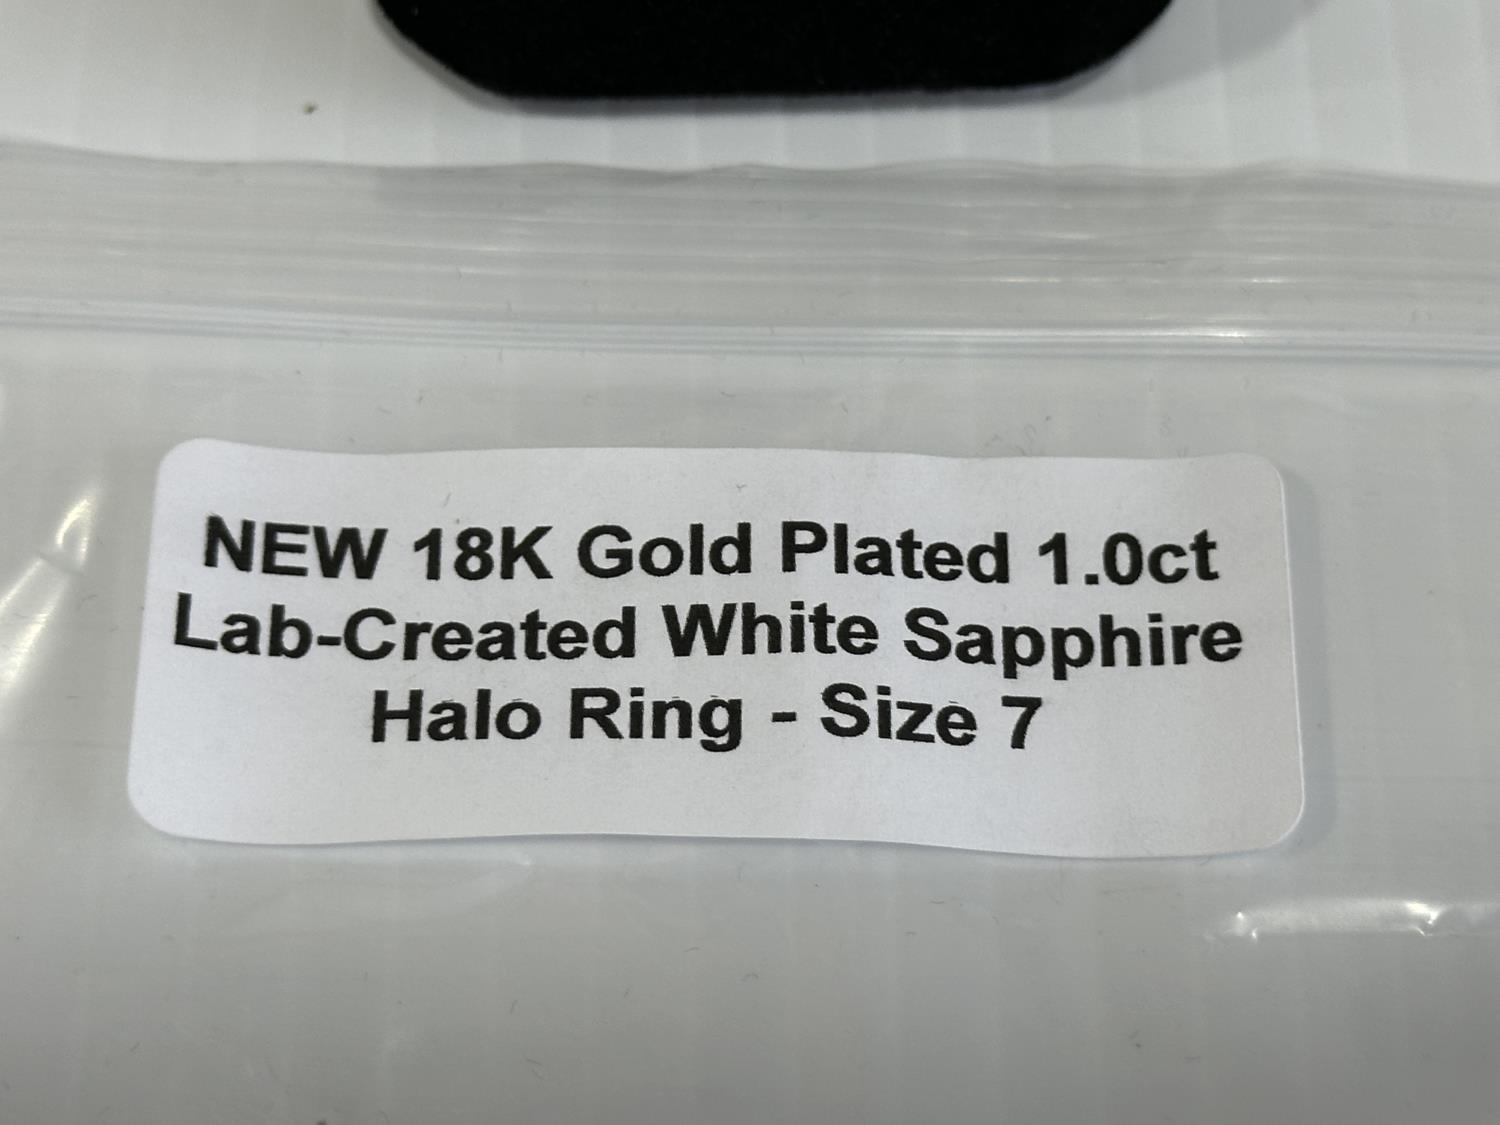 NEW 18K Gold Plated 1.0ct
Lab-Created White Sapphire
Halo Ring - Size 7